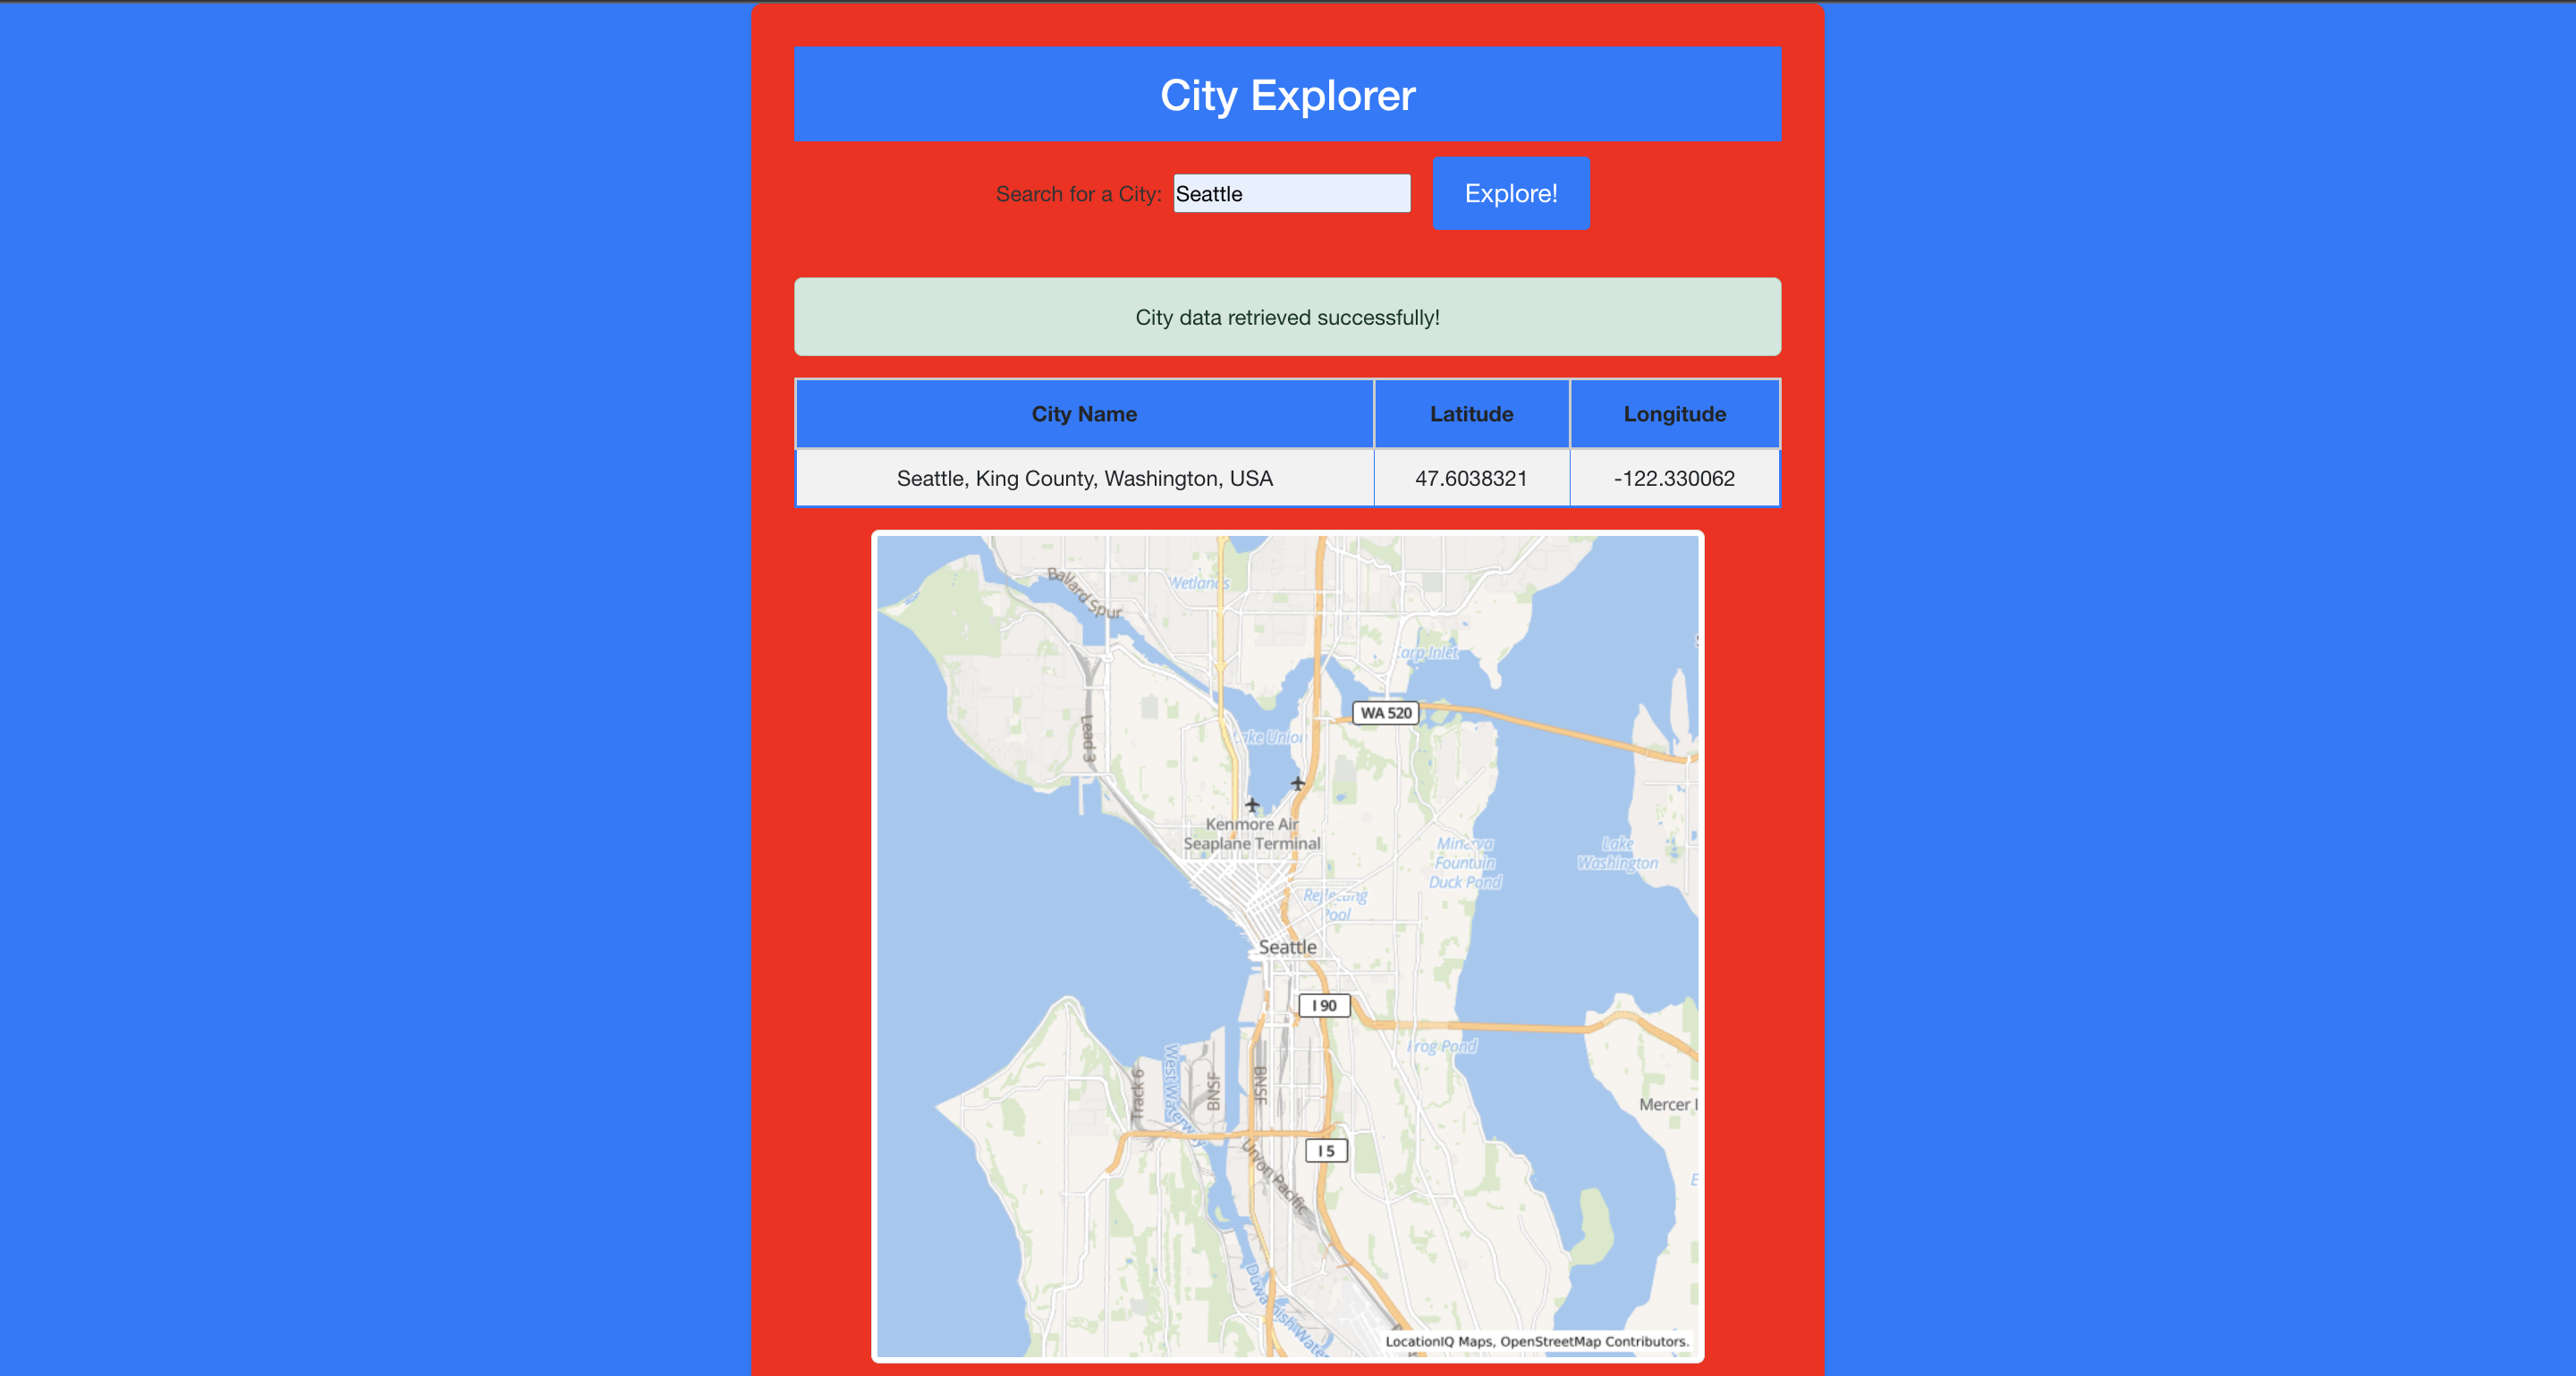 City Explorer
Search for a City: Seattle Explore!
City data retrieved successfully!
City Name Latitude Longitude
Seattle, King County, Washington, USA 47.6038321 -122.330062
Ballard Spur
Wetlands
Carp Inlet
WA 520
Lead 3
Lake Union
Kenmore Air
Seaplane Terminal
Minerva
Fountain
Duck Pond
Lake
Washington
Reflecting
Pool
Seattle
I 90
Frog Pond
West Waterway
Track 6
BNSF
BNSF
Mercer I
I 5
Union Pacific
Duwamish Water
LocationIQ Maps, OpenStreetMap Contributors.